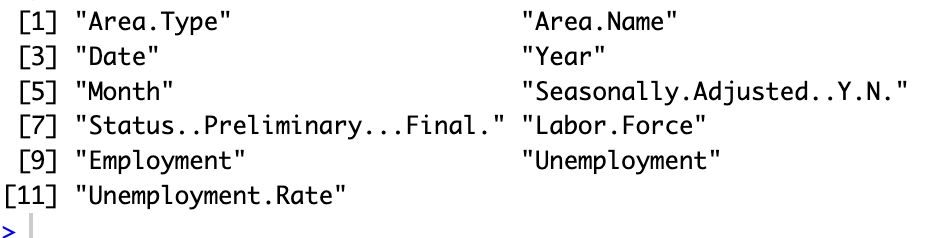 [1] "Area.Type" "Area.Name"
[3] "Date" "Year"
[5] "Month" "Seasonally.Adjusted..Y.N."
[7] "Status..Preliminary...Final." "Labor.Force"
[9] "Employment" "Unemployment"
[11] "Unemployment.Rate"
>